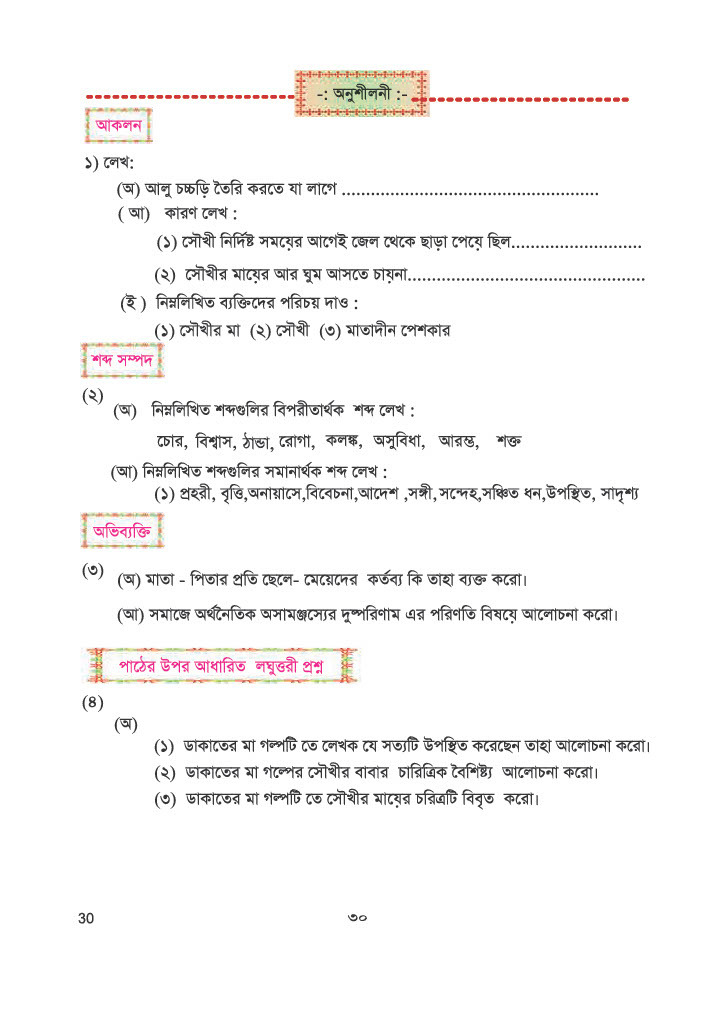 -: অনুশীলনী :-
আকলন
১) লেখ:
(অ) আলু চচ্চড়ি তৈরি করতে যা লাগে .....................................................
( আ) কারণ লেখ :
(১) সৌখী নির্দিষ্ট সময়ের আগেই জেল থেকে ছাড়া পেয়ে ছিল...........................
(২) সৌখীর মায়ের আর ঘুম আসতে চায়না.................................................
(ই ) নিম্নলিখিত ব্যক্তিদের পরিচয় দাও :
(১) সৌখীর মা (২) সৌখী (৩) মাতাদীন পেশকার
শব্দ সম্পদ
(২)
(অ) নিম্নলিখিত শব্দগুলির বিপরীতার্থক শব্দ লেখ :
চোর, বিশ্বাস, ঠাণ্ডা, রোগা, কলঙ্ক, অসুবিধা, আরম্ভ, শক্ত
(আ) নিম্নলিখিত শব্দগুলির সমানার্থক শব্দ লেখ :
(১) প্রহরী, বৃত্তি,অনায়াসে,বিবেচনা,আদেশ ,সঙ্গী, সন্দেহ,সঞ্চিত ধন,উপস্থিত, সাদৃশ্য
অভিব্যক্তি
(৩)
(অ) মাতা - পিতার প্রতি ছেলে- মেয়েদের কর্তব্য কি তাহা ব্যক্ত করো।
(আ) সমাজে অর্থনৈতিক অসামঞ্জস্যের দুষ্পরিণাম এর পরিণতি বিষয়ে আলোচনা করো।
পাঠের উপর আধারিত লঘুত্তরী প্রশ্ন
(৪)
(অ)
(১) ডাকাতের মা গল্পটি তে লেখক যে সত্যটি উপস্থিত করেছেন তাহা আলোচনা করো।
(২) ডাকাতের মা গল্পের সৌখীর বাবার চারিত্রিক বৈশিষ্ট্য আলোচনা করো।
(৩) ডাকাতের মা গল্পটি তে সৌখীর মায়ের চরিত্রটি বিবৃত করো।
30 ৩০